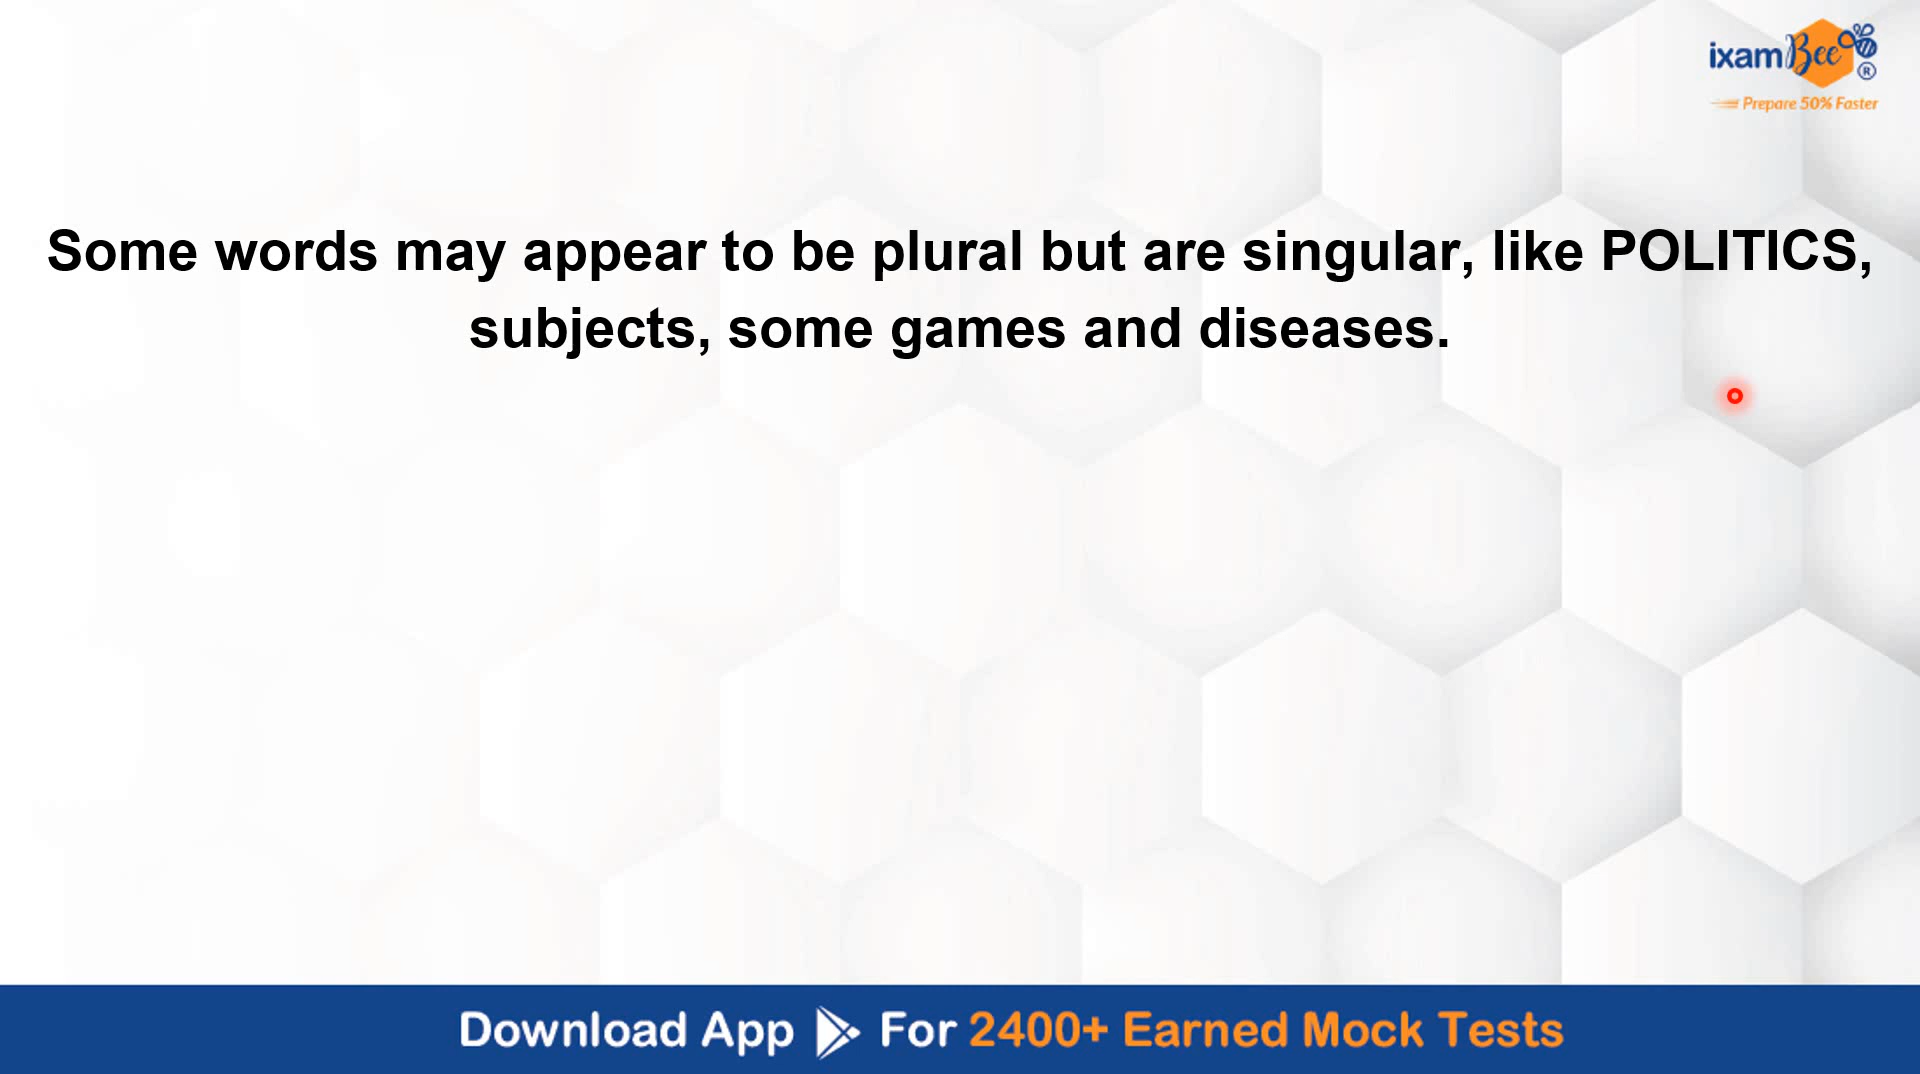 ixamBee
®
Prepare 50% Faster
Some words may appear to be plural but are singular, like POLITICS,
subjects, some games and diseases.
Download App For 2400+ Earned Mock Tests